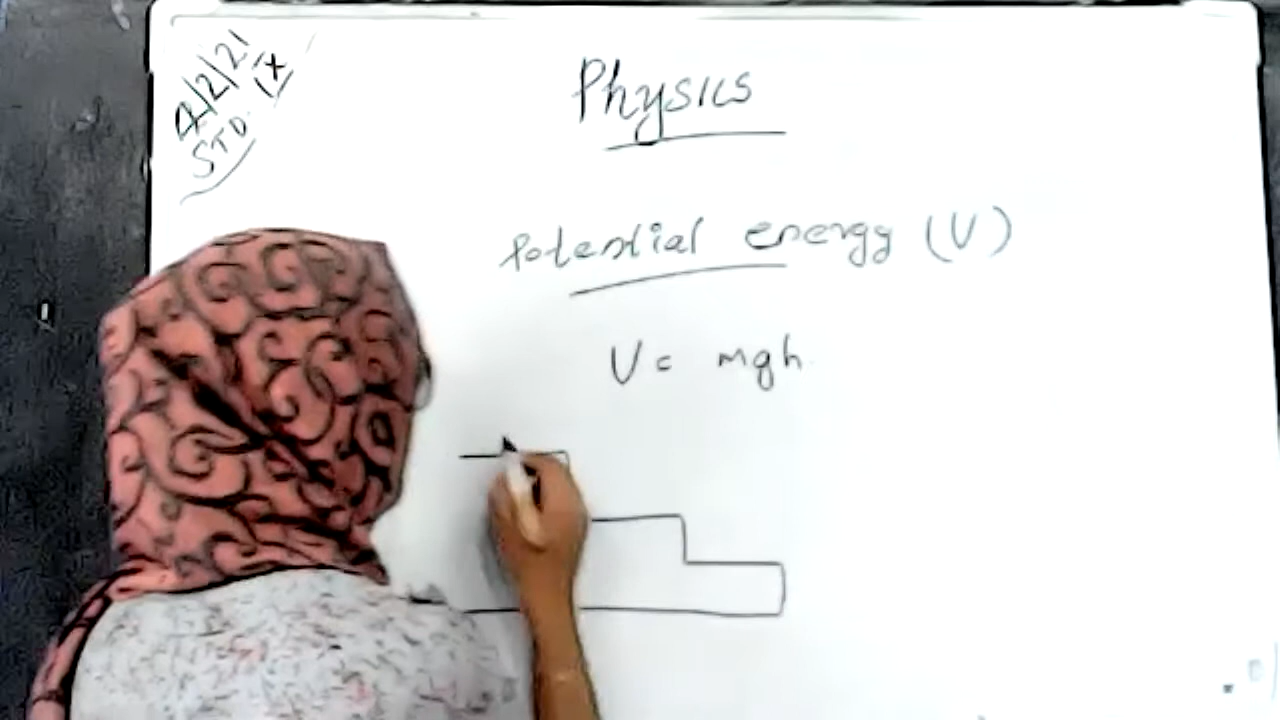 4/2/21
STD. IX
Physics
Potential energy (U)
U = mgh